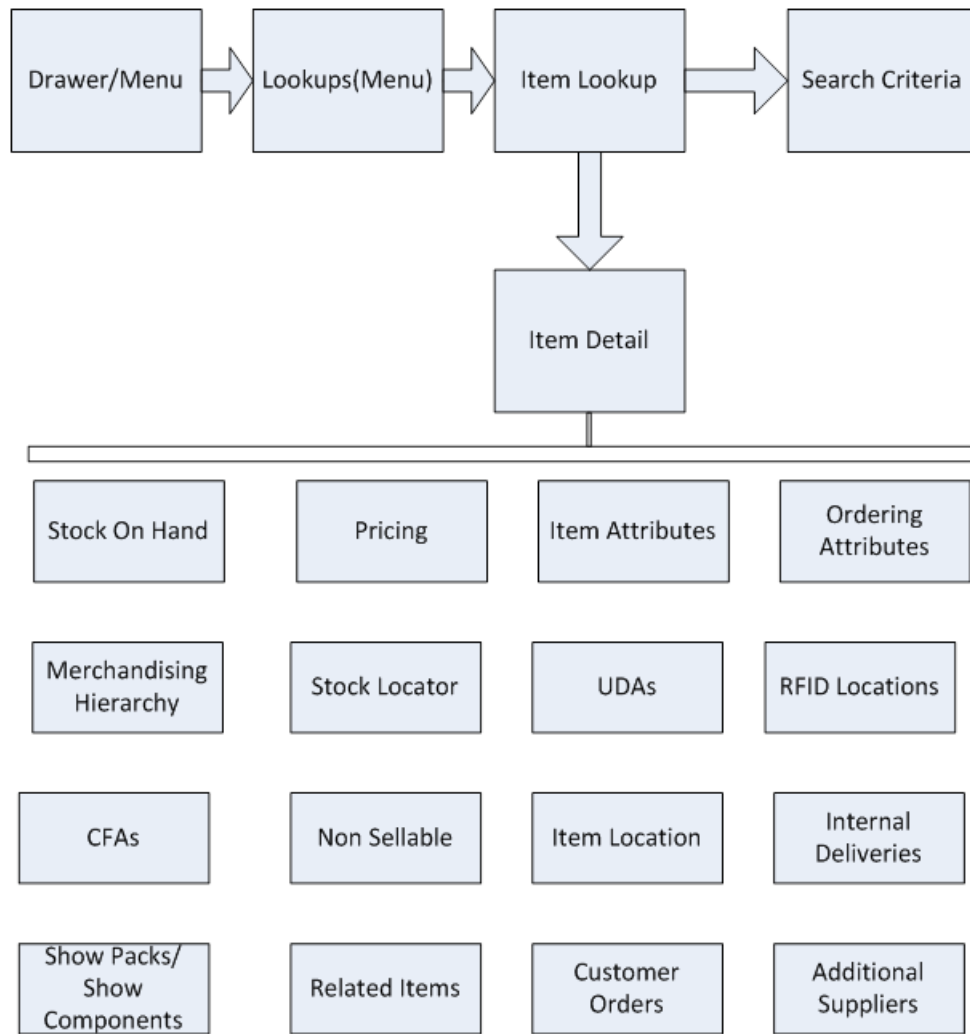 Drawer/Menu
Lookups(Menu)
Item Lookup
Search Criteria
Item Detail
Stock On Hand
Pricing
Item Attributes
Ordering
Attributes
Merchandising
Hierarchy
Stock Locator
UDAs
RFID Locations
CFAs
Non Sellable
Item Location
Internal
Deliveries
Show Packs/
Show
Components
Related Items
Customer
Orders
Additional
Suppliers